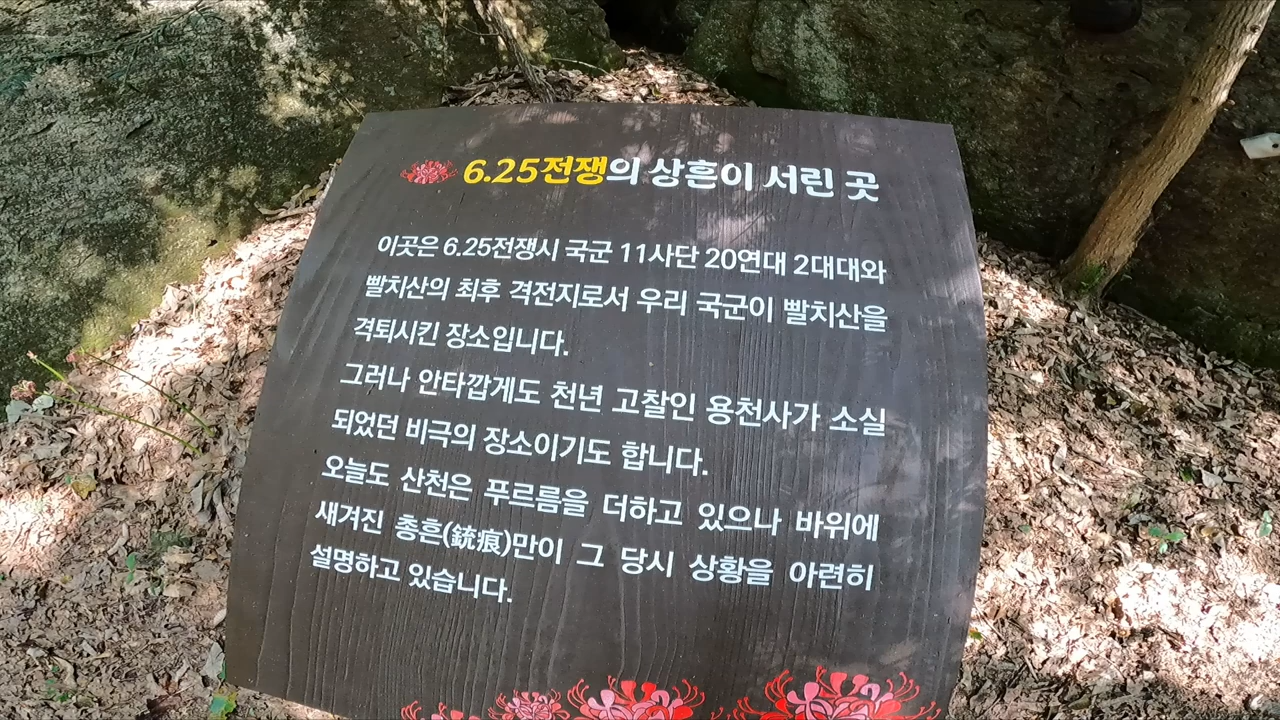 6.25전쟁의 상흔이 서린 곳
이곳은 6.25전쟁시 국군 11사단 20연대 2대대와
빨치산의 최후 격전지로서 우리 국군이 빨치산을
격퇴시킨 장소입니다.
그러나 안타깝게도 천년 고찰인 용천사가 소실
되었던 비극의 장소이기도 합니다.
오늘도 산천은 푸르름을 더하고 있으나 바위에
새겨진 총흔(銃痕)만이 그 당시 상황을 아련히
설명하고 있습니다.